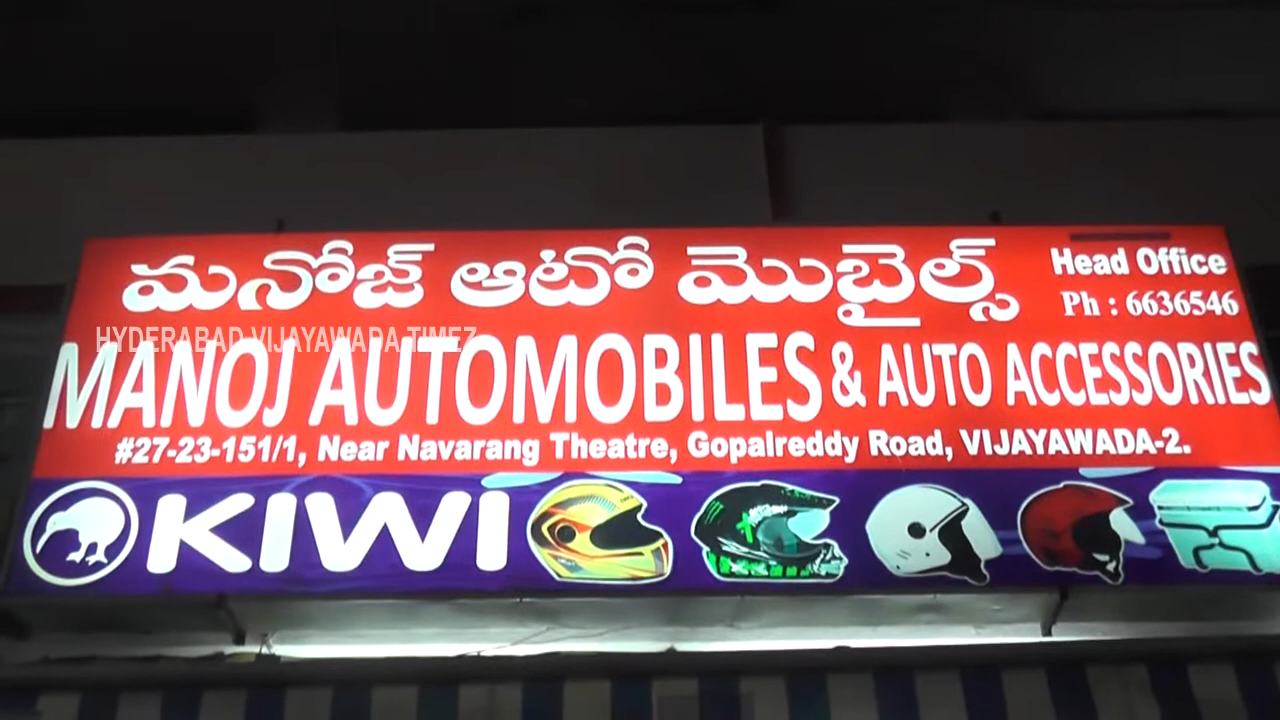 మనోజ్ ఆటో మొబైల్స్
Head Office
Ph : 6636546
HYDERABAD VIJAYAWADA TIMEZ
MANOJ AUTOMOBILES & AUTO ACCESSORIES
#27-23-151/1, Near Navarang Theatre, Gopalreddy Road, VIJAYAWADA-2.
KIWI